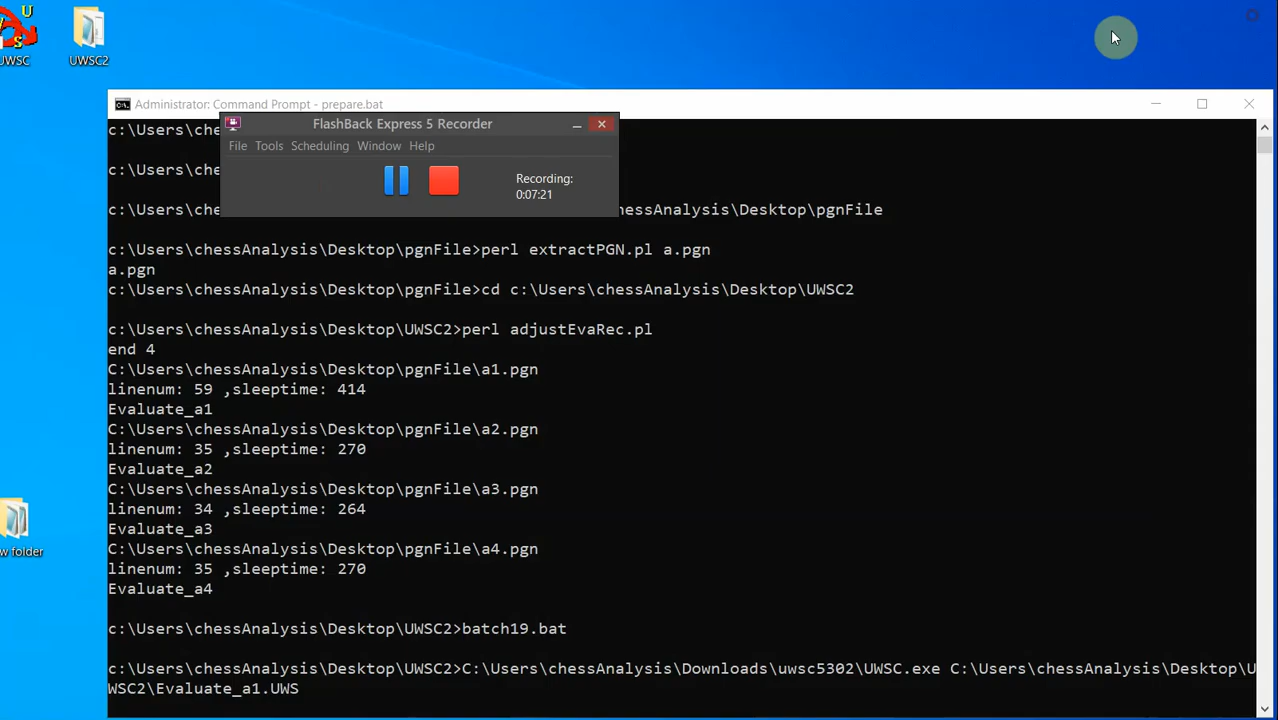 U
S
UWSC
UWSC2
Administrator: Command Prompt - prepare.bat
c:\Users\che
FlashBack Express 5 Recorder
File Tools Scheduling Window Help
Recording:
0:07:21
c:\Users\che
c:\Users\che
hessAnalysis\Desktop\pgnFile
c:\Users\chessAnalysis\Desktop\pgnFile>perl extractPGN.pl a.pgn
a.pgn
c:\Users\chessAnalysis\Desktop\pgnFile>cd c:\Users\chessAnalysis\Desktop\UWSC2
c:\Users\chessAnalysis\Desktop\UWSC2>perl adjustEvaRec.pl
end 4
C:\Users\chessAnalysis\Desktop\pgnFile\a1.pgn
linenum: 59 ,sleeptime: 414
Evaluate_a1
C:\Users\chessAnalysis\Desktop\pgnFile\a2.pgn
linenum: 35 ,sleeptime: 270
Evaluate_a2
C:\Users\chessAnalysis\Desktop\pgnFile\a3.pgn
linenum: 34 ,sleeptime: 264
Evaluate_a3
C:\Users\chessAnalysis\Desktop\pgnFile\a4.pgn
linenum: 35 ,sleeptime: 270
Evaluate_a4
w folder
c:\Users\chessAnalysis\Desktop\UWSC2>batch19.bat
c:\Users\chessAnalysis\Desktop\UWSC2>C:\Users\chessAnalysis\Downloads\uwsc5302\UWSC.exe C:\Users\chessAnalysis\Desktop\U
WSC2\Evaluate_a1.UWS